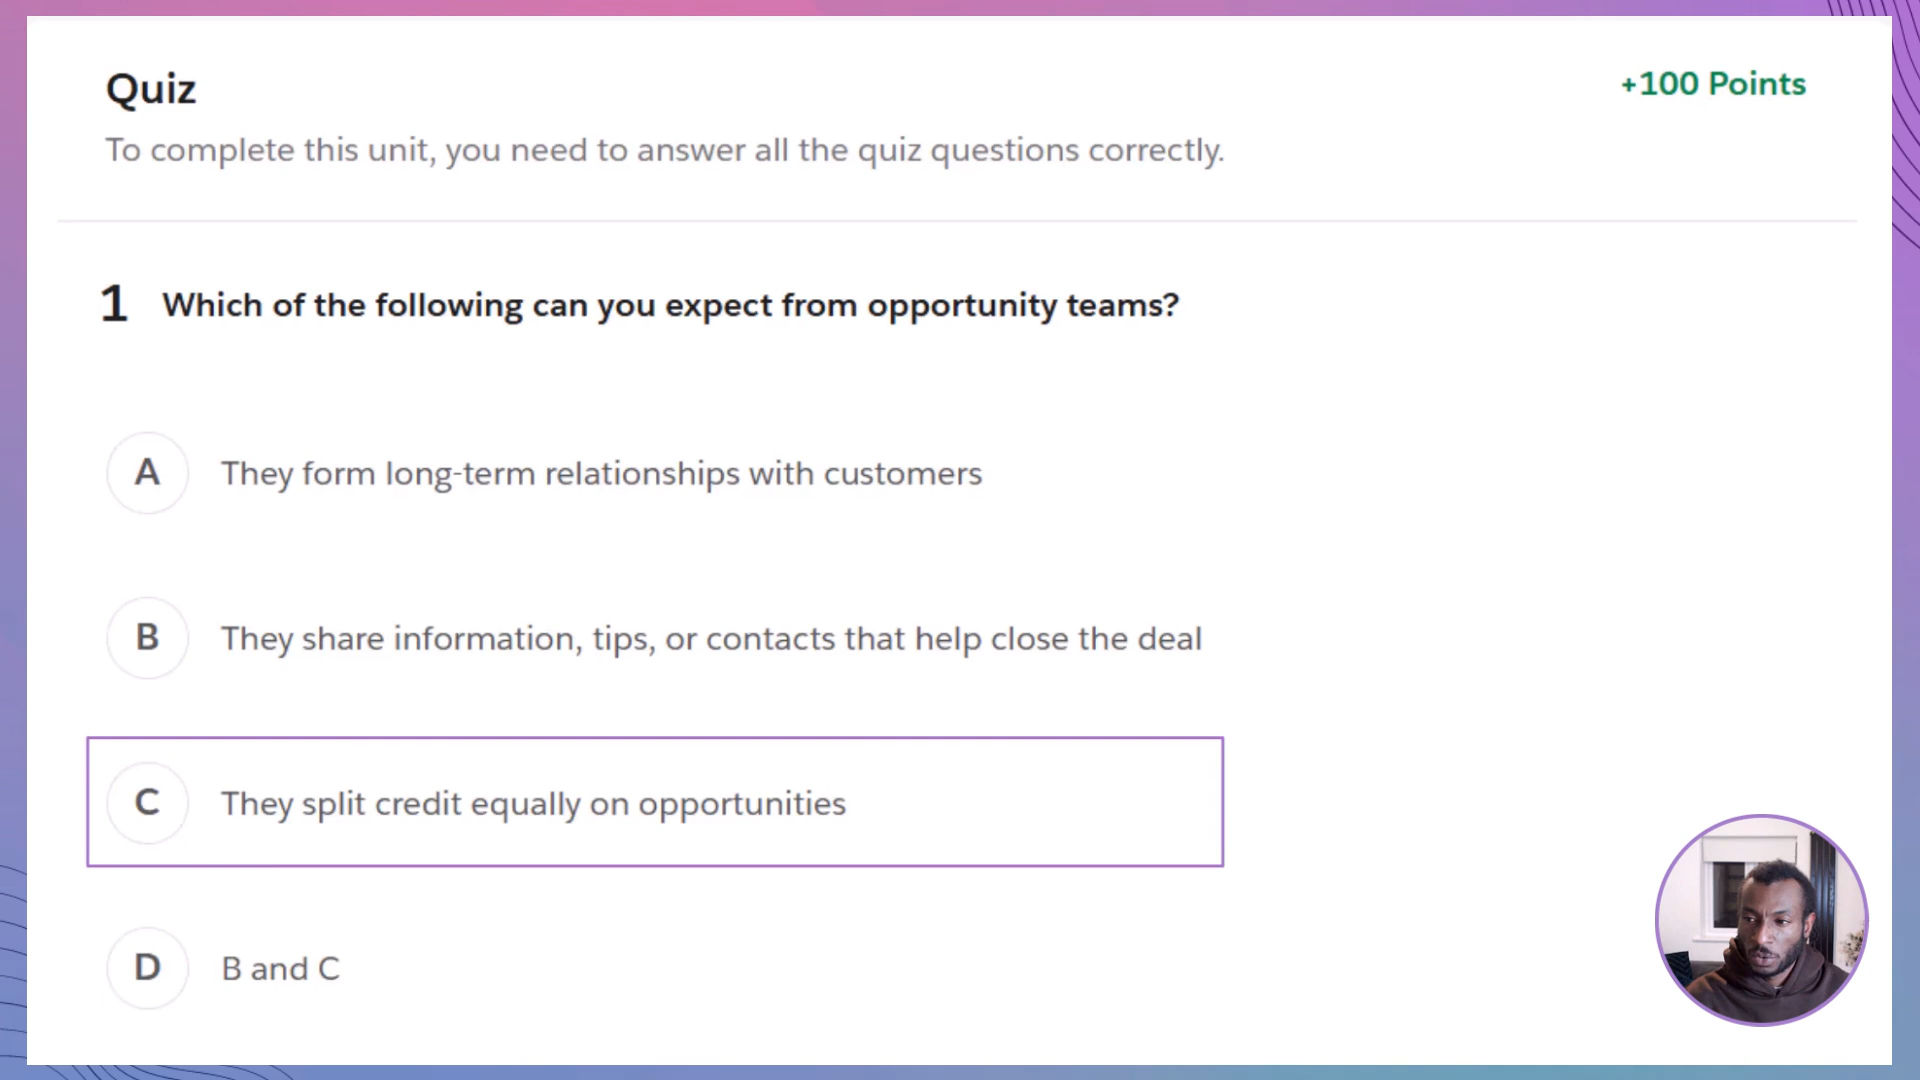 Quiz
+100 Points
To complete this unit, you need to answer all the quiz questions correctly.
1 Which of the following can you expect from opportunity teams?
A They form long-term relationships with customers
B They share information, tips, or contacts that help close the deal
C They split credit equally on opportunities
D B and C